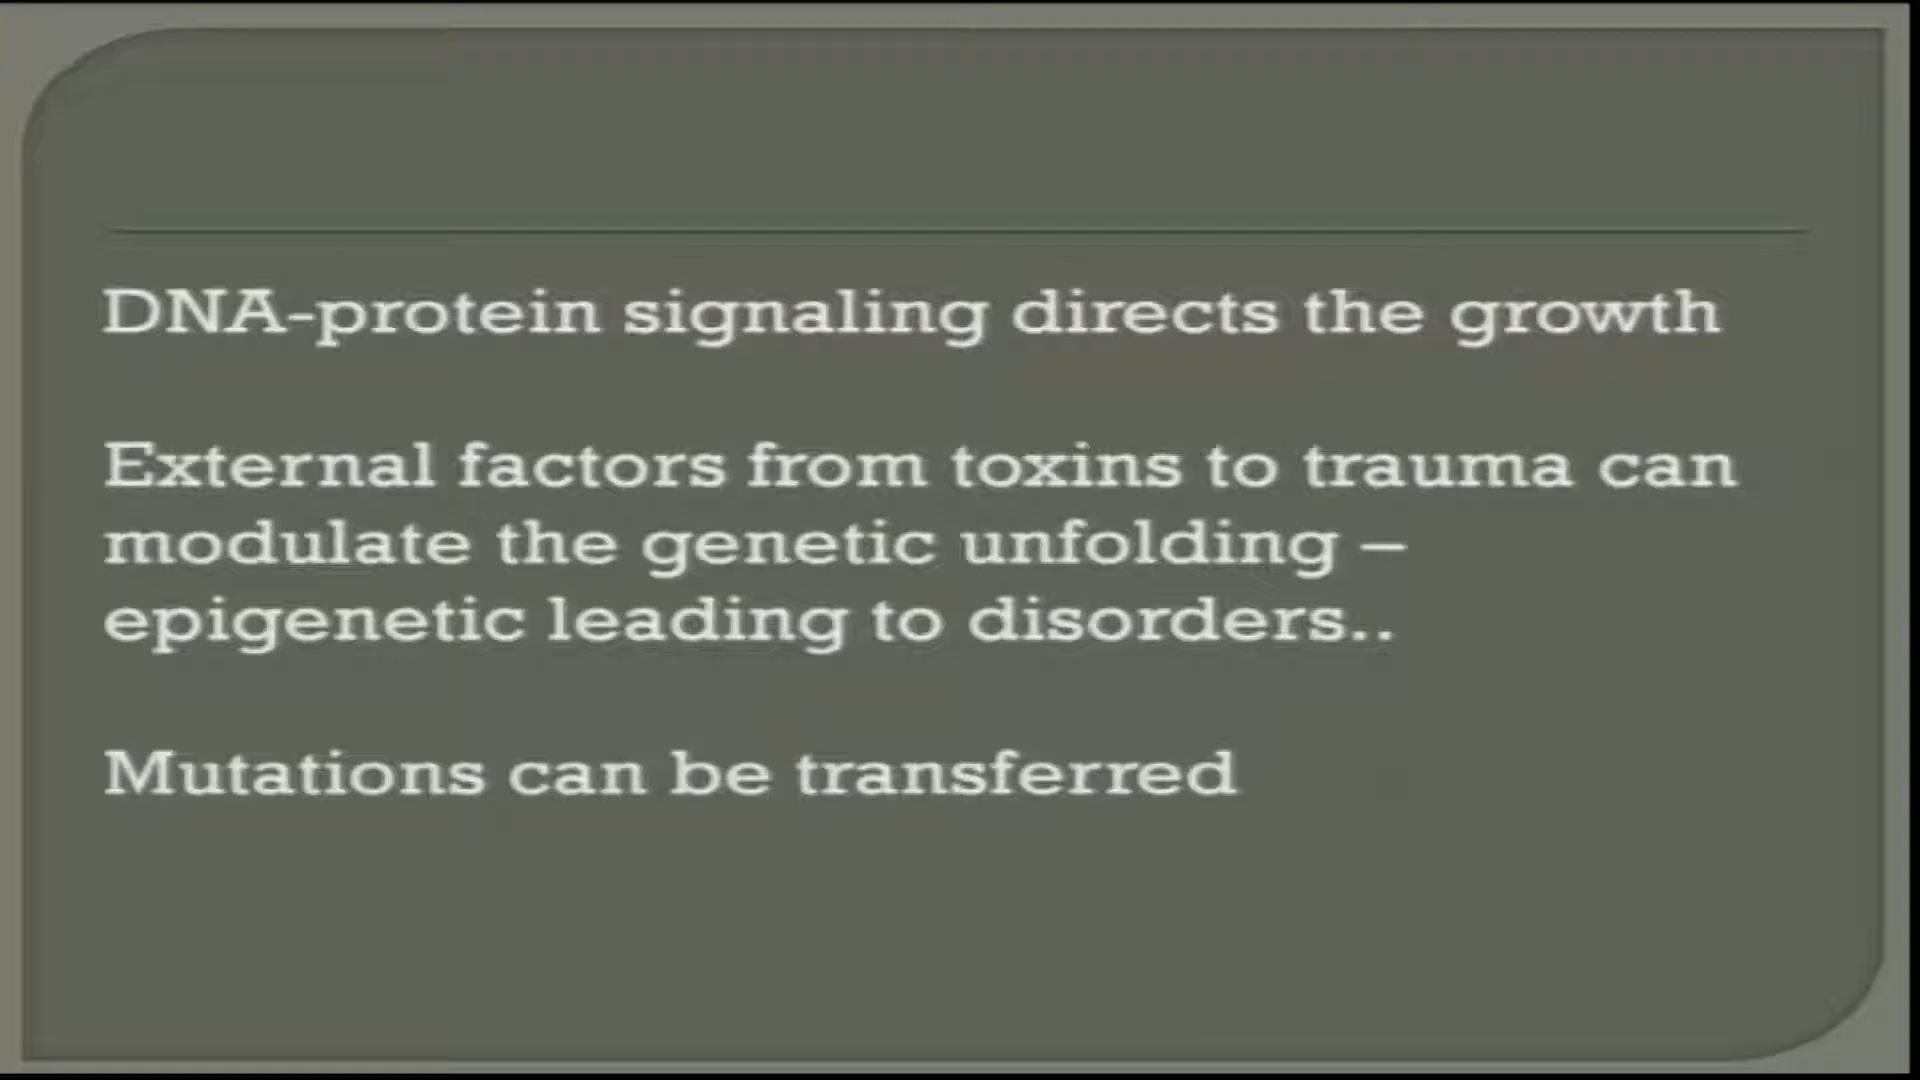 DNA-protein signaling directs the growth
External factors from toxins to trauma can
modulate the genetic unfolding –
epigenetic leading to disorders..
Mutations can be transferred